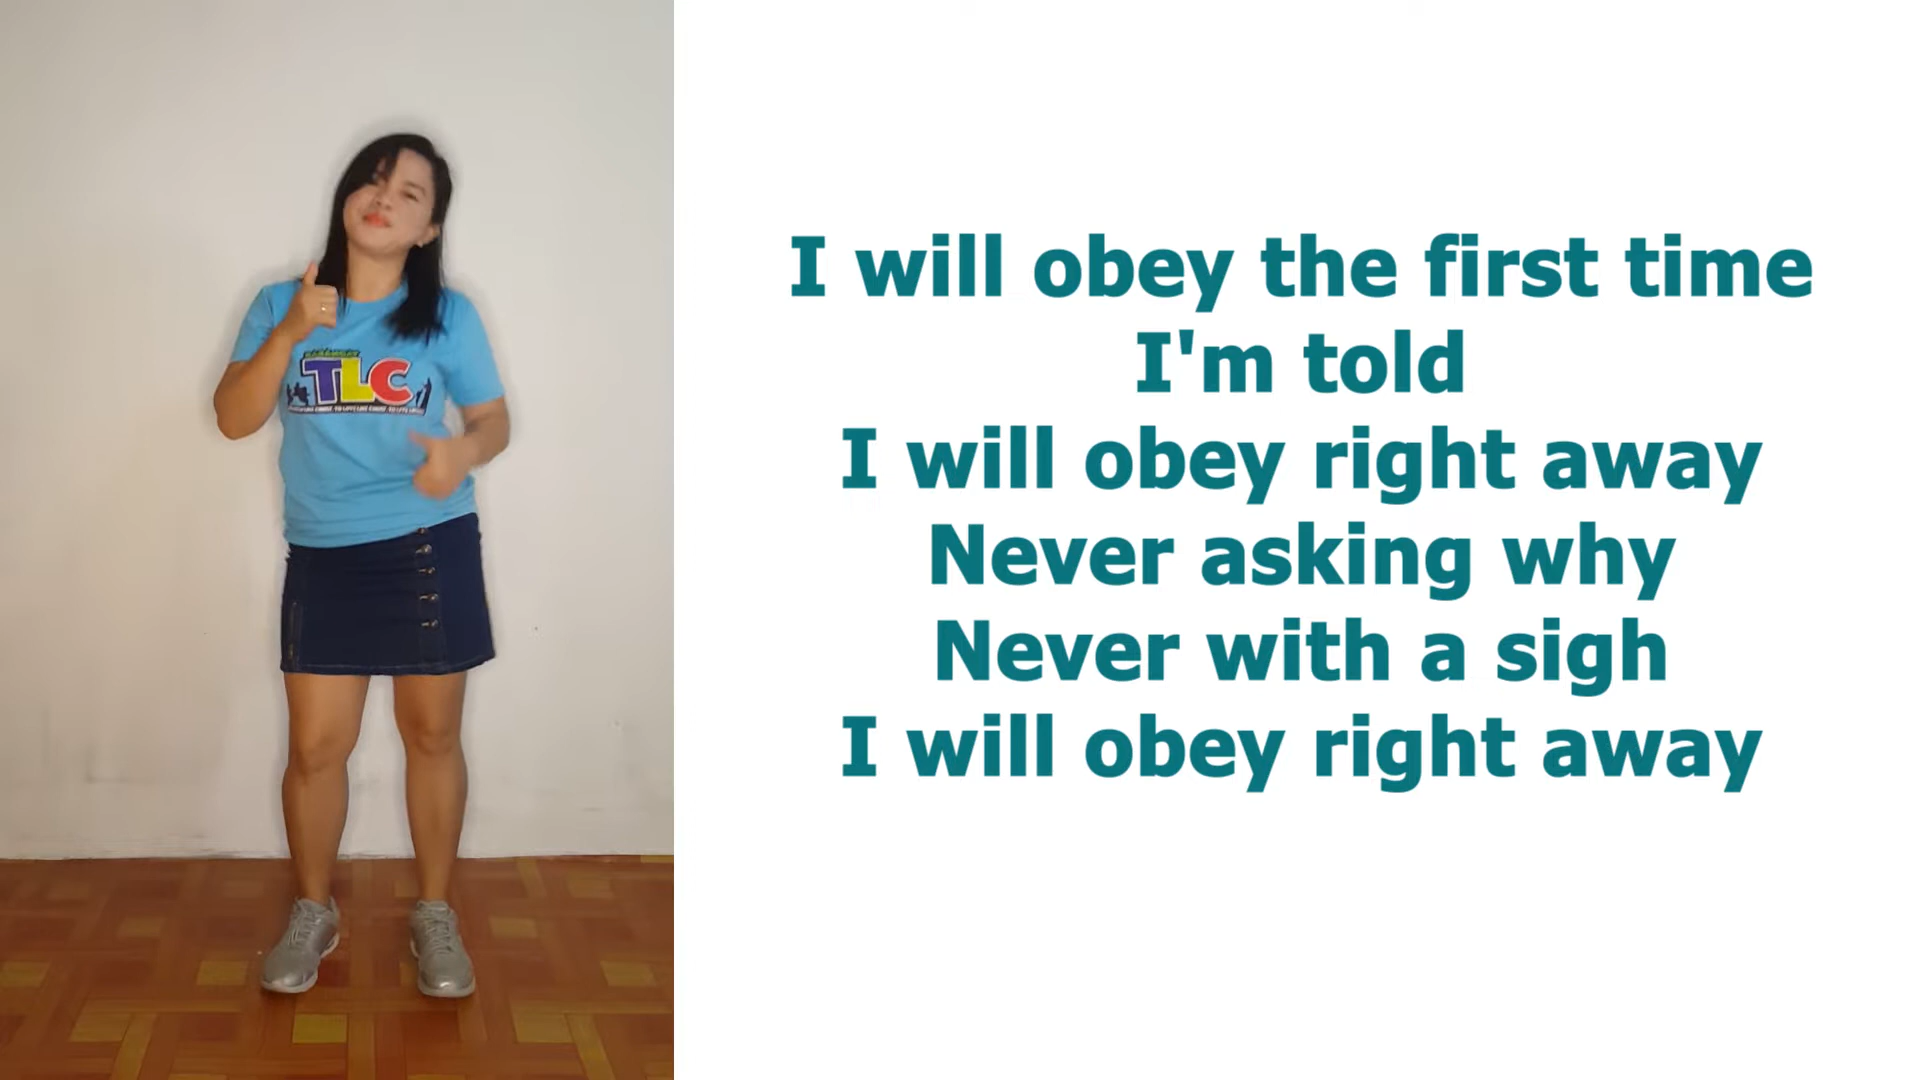 TLC
I will obey the first time
I'm told
I will obey right away
Never asking why
Never with a sigh
I will obey right away